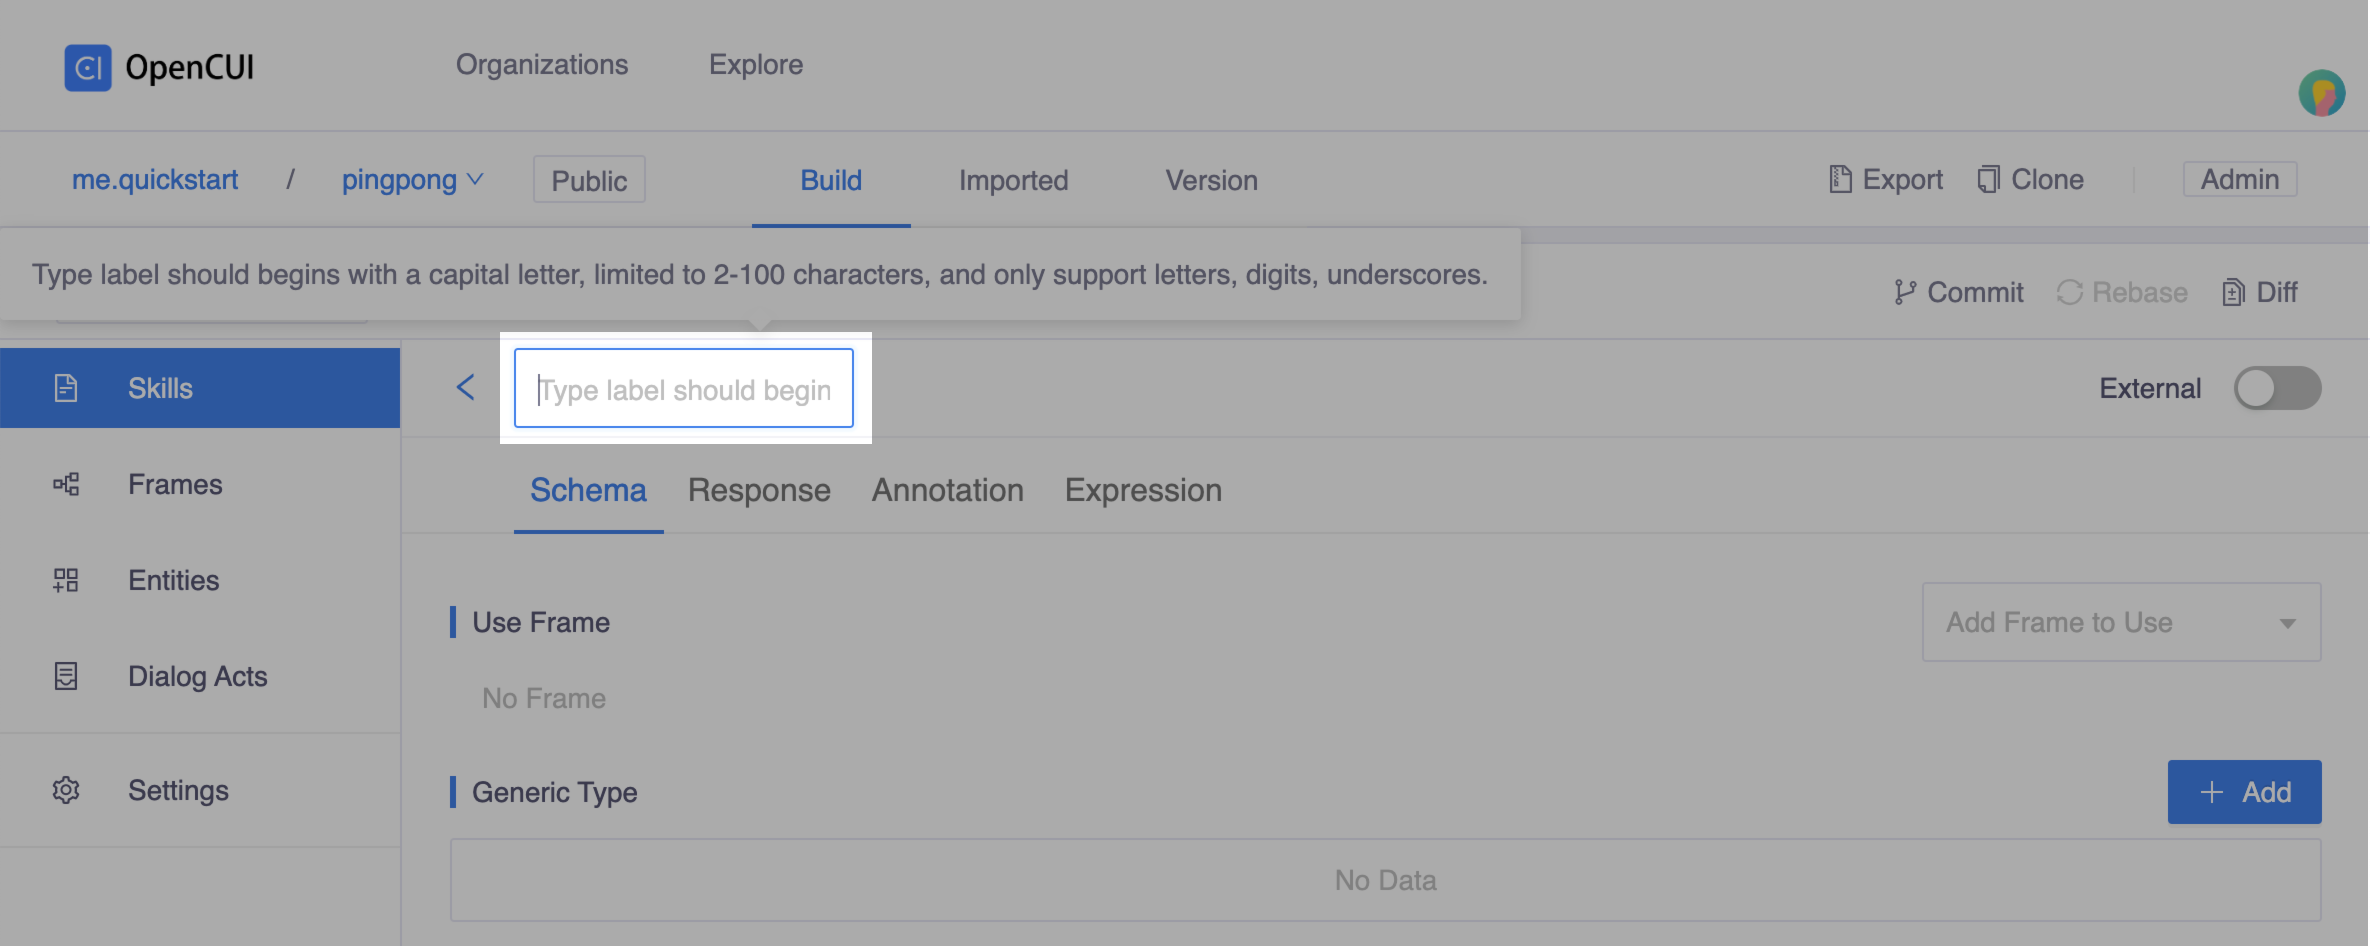 OpenCUI
Organizations Explore
me.quickstart / pingpong Public Build Imported Version Export Clone Admin
Type label should begins with a capital letter, limited to 2-100 characters, and only support letters, digits, underscores.
Commit Rebase Diff
Skills
Type label should begin
External
Frames
Schema Response Annotation Expression
Entities
Use Frame
Add Frame to Use
Dialog Acts
No Frame
Settings
Generic Type
Add
No Data